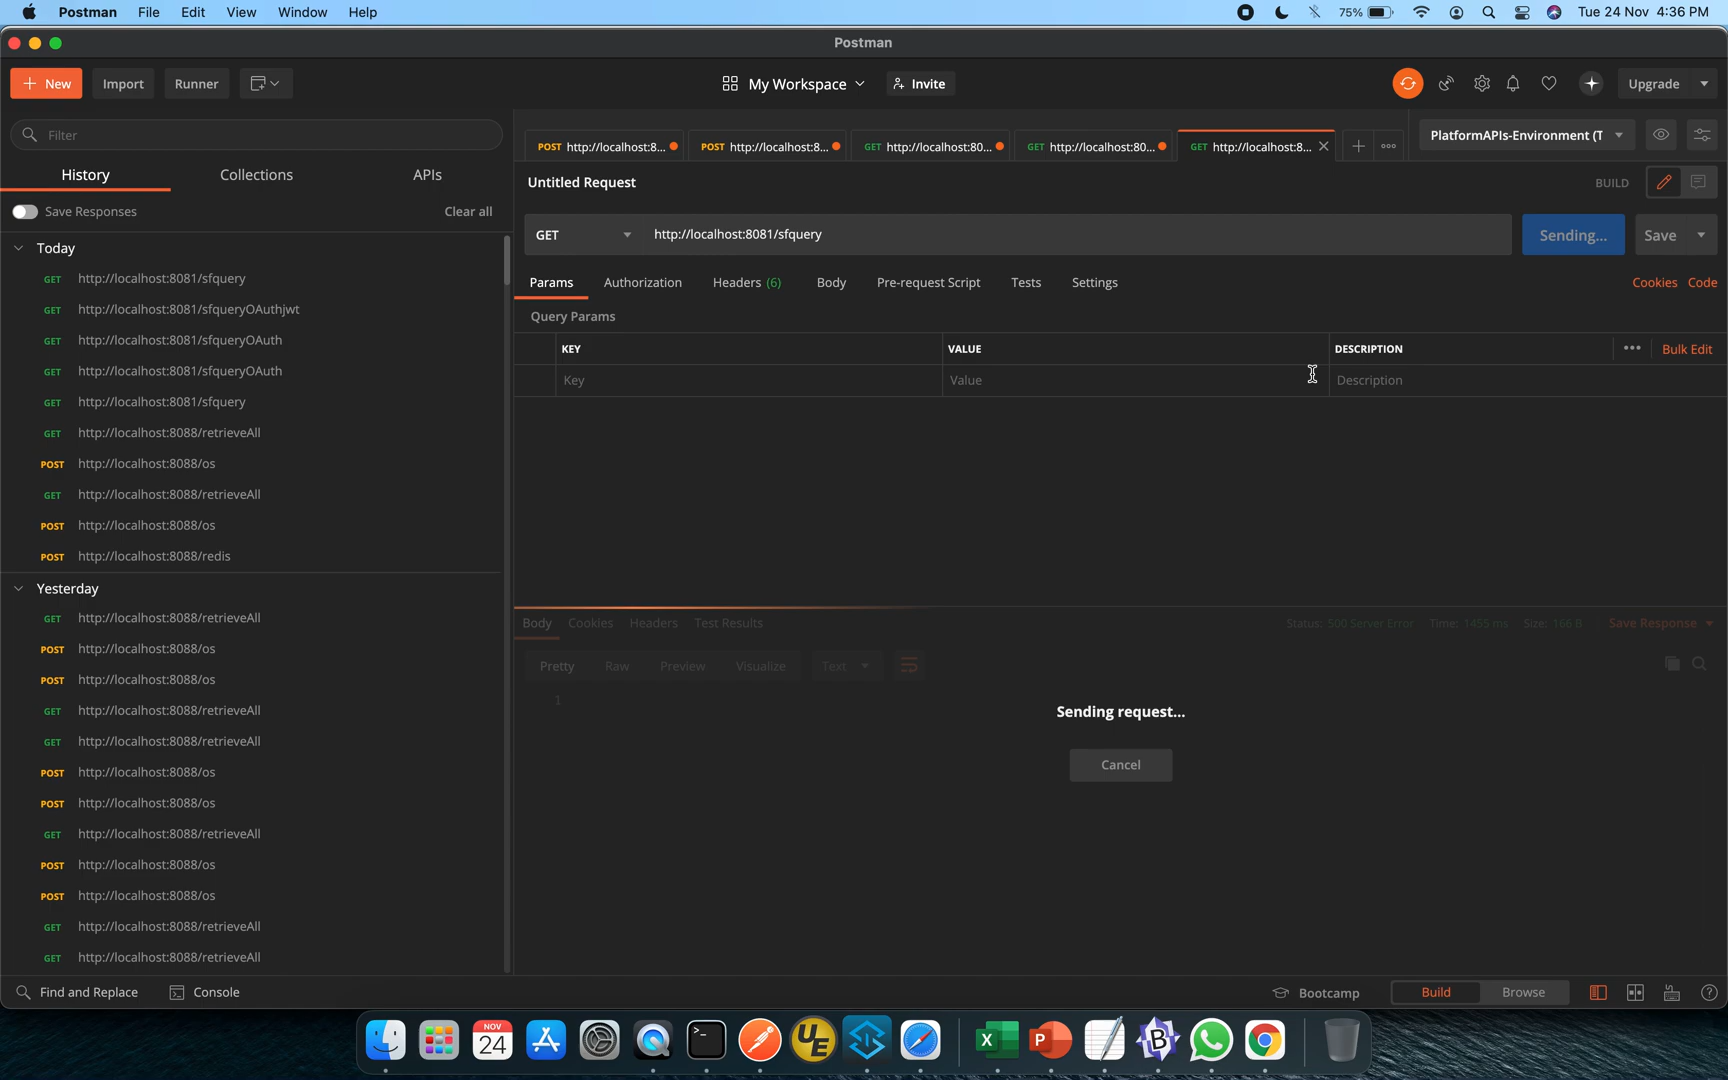 Postman File Edit View Window Help 75% Tue 24 Nov 4:36 PM
Postman
New Import Runner My Workspace Invite Upgrade
Filter
POST http://localhost:8... POST http://localhost:8... GET http://localhost:80... GET http://localhost:80... GET http://localhost:8... PlatformAPIs-Environment (T
History Collections APIs
Untitled Request BUILD
Save Responses Clear all
GET http://localhost:8081/sfquery Sending... Save
Today
GET http://localhost:8081/sfquery
Params Authorization Headers (6) Body Pre-request Script Tests Settings Cookies Code
GET http://localhost:8081/sfqueryOAuthjwt
Query Params
GET http://localhost:8081/sfqueryOAuth
KEY VALUE DESCRIPTION Bulk Edit
GET http://localhost:8081/sfqueryOAuth
Key Value Description
GET http://localhost:8081/sfquery
GET http://localhost:8088/retrieveAll
POST http://localhost:8088/os
GET http://localhost:8088/retrieveAll
POST http://localhost:8088/os
POST http://localhost:8088/redis
Yesterday
GET http://localhost:8088/retrieveAll
Body Cookies Headers Test Results Status: 500 Server Error Time: 1455 ms Size: 166 B Save Response
POST http://localhost:8088/os
Pretty Raw Preview Visualize Text
POST http://localhost:8088/os
1
GET http://localhost:8088/retrieveAll
Sending request...
GET http://localhost:8088/retrieveAll
Cancel
POST http://localhost:8088/os
POST http://localhost:8088/os
GET http://localhost:8088/retrieveAll
POST http://localhost:8088/os
POST http://localhost:8088/os
GET http://localhost:8088/retrieveAll
GET http://localhost:8088/retrieveAll
Find and Replace Console Bootcamp Build Browse
NOV
24
UE
X
P
B